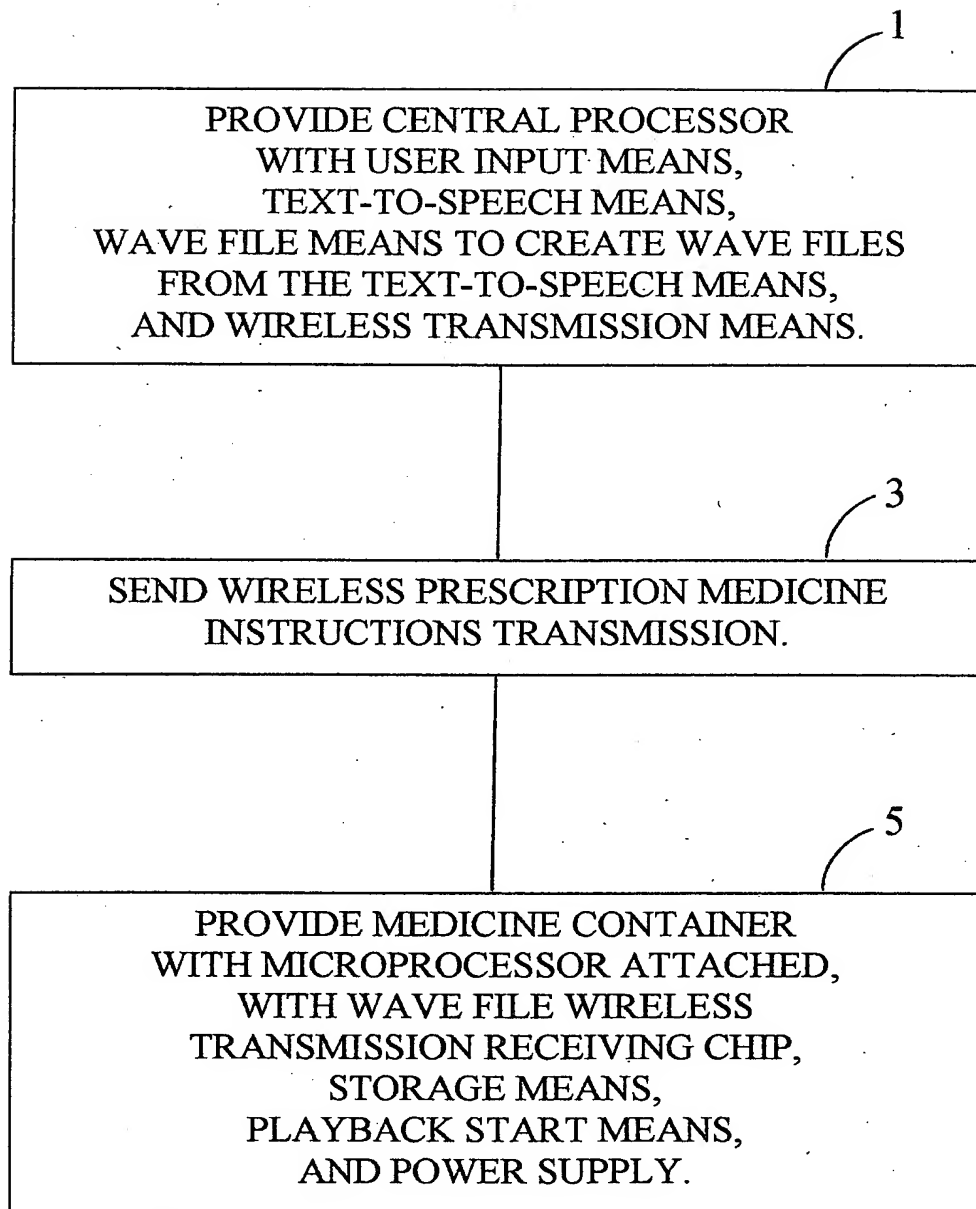 1
PROVIDE CENTRAL PROCESSOR
WITH USER INPUT MEANS,
TEXT-TO-SPEECH MEANS,
WAVE FILE MEANS TO CREATE WAVE FILES
FROM THE TEXT-TO-SPEECH MEANS,
AND WIRELESS TRANSMISSION MEANS.
3
SEND WIRELESS PRESCRIPTION MEDICINE
INSTRUCTIONS TRANSMISSION.
5
PROVIDE MEDICINE CONTAINER
WITH MICROPROCESSOR ATTACHED,
WITH WAVE FILE WIRELESS
TRANSMISSION RECEIVING CHIP,
STORAGE MEANS,
PLAYBACK START MEANS,
AND POWER SUPPLY.